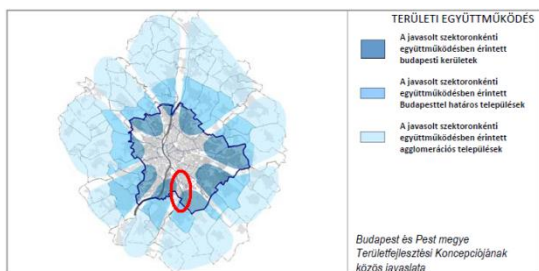 TERÜLETI EGYÜTTMŰKÖDÉS
A javasolt szektoronkénti
együttműködésben érintett
budapesti kerületek
A javasolt szektoronkénti
együttműködésben érintett
Budapesttel határos települések
A javasolt szektoronkénti
együttműködésben érintett
agglomerációs települések
Budapest és Pest megye
Területfejlesztési Koncepciójának
közös javaslata